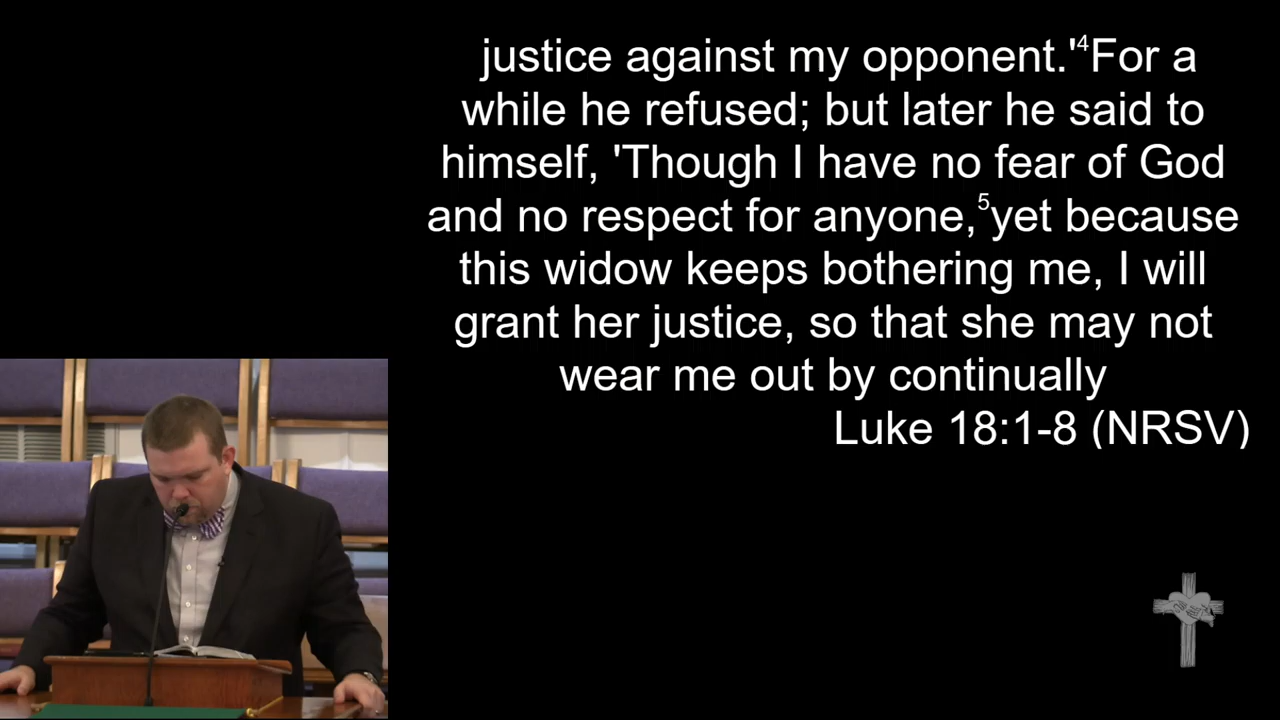 justice against my opponent.'⁴For a
while he refused; but later he said to
himself, 'Though I have no fear of God
and no respect for anyone,⁵yet because
this widow keeps bothering me, I will
grant her justice, so that she may not
wear me out by continually
Luke 18:1-8 (NRSV)